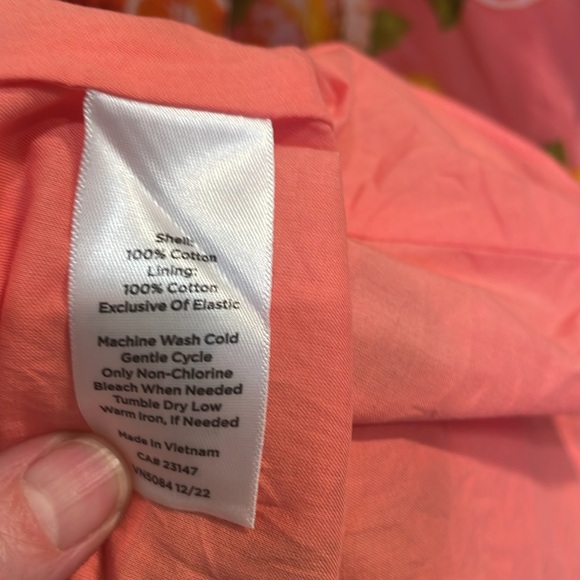 Shell:
100% Cotton
Lining:
100% Cotton
Exclusive Of Elastic
Machine Wash Cold
Gentle Cycle
Only Non-Chlorine
Bleach When Needed
Tumble Dry Low
Warm Iron, If Needed
Made in Vietnam
CA# 23147
VN5084 12/22